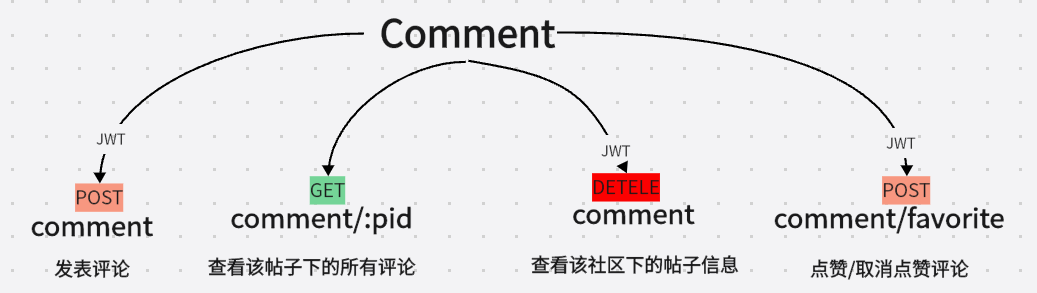 Comment
JWT
POST
comment
发表评论
GET
comment/:pid
查看该帖子下的所有评论
JWT
DETELE
comment
查看该社区下的帖子信息
JWT
POST
comment/favorite
点赞/取消点赞评论